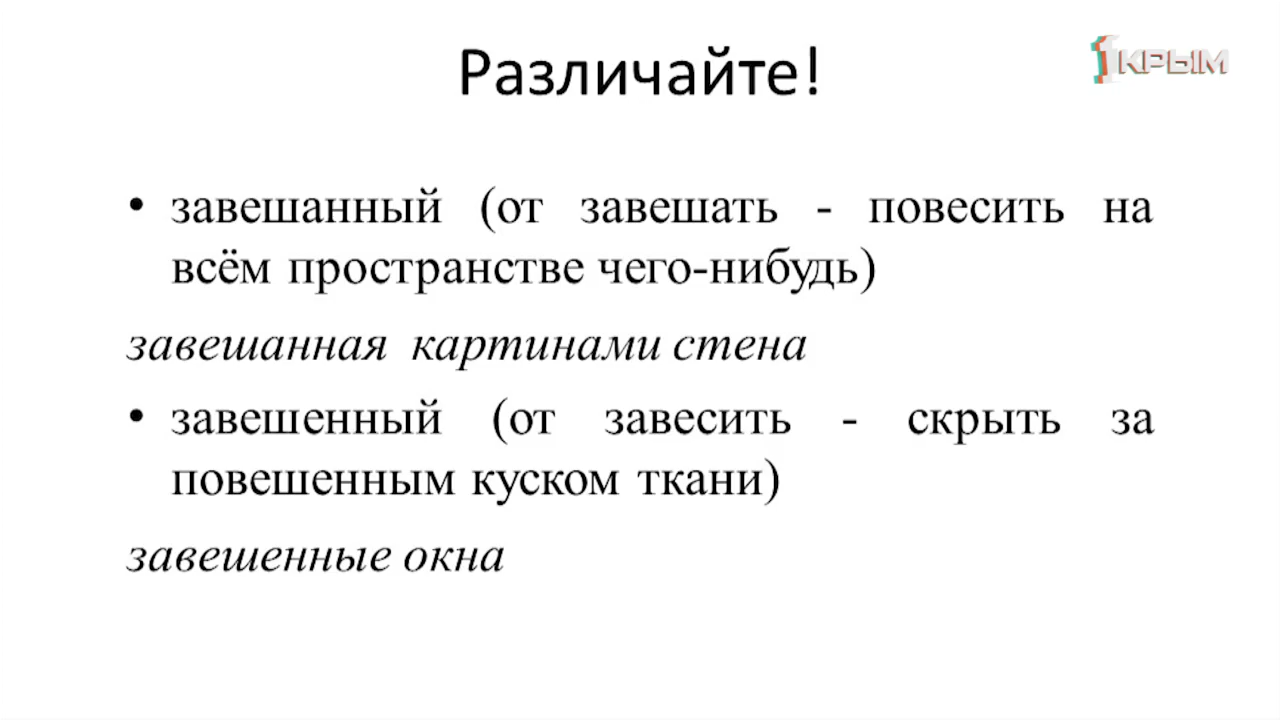 Различайте!
1КРЫМ
• завешанный (от завешать - повесить на
всём пространстве чего-нибудь)
завешанная картинами стена
• завешенный (от завесить - скрыть за
повешенным куском ткани)
завешенные окна